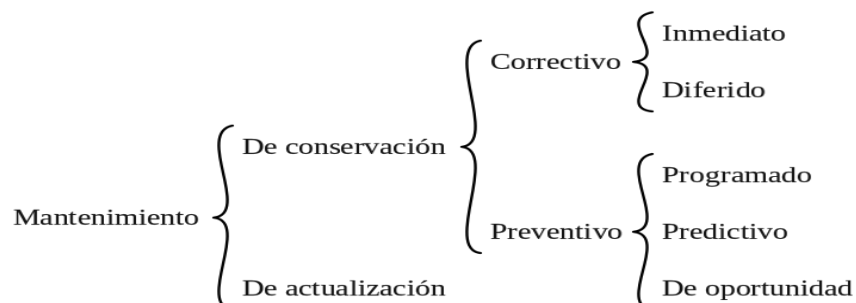 Mantenimiento
De conservación
Correctivo
Inmediato
Diferido
Preventivo
Programado
Predictivo
De oportunidad
De actualización